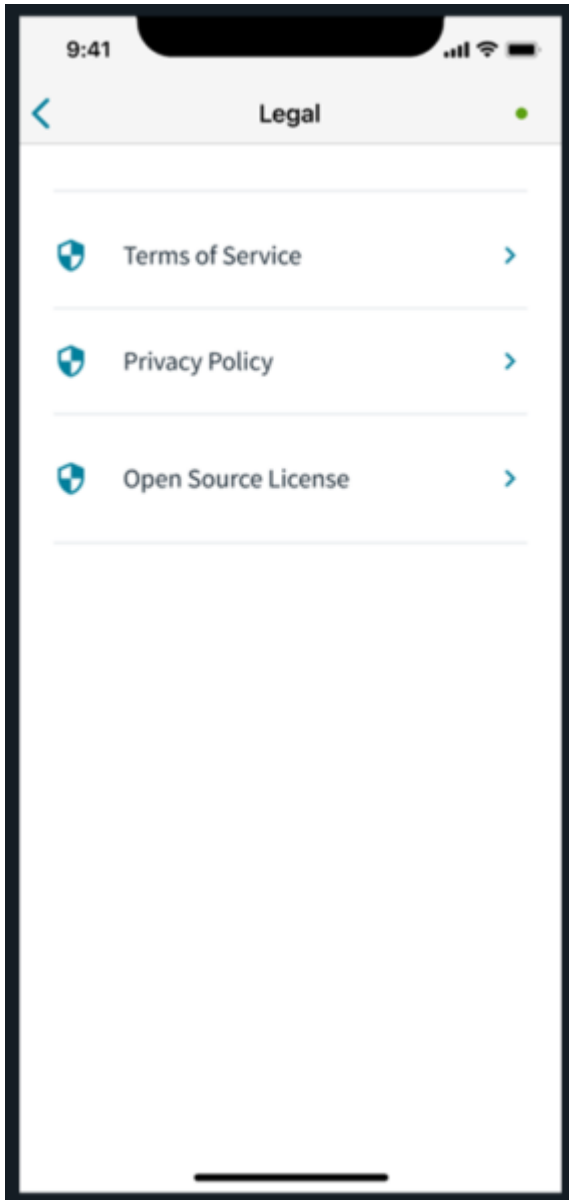 9:41
Legal
Terms of Service
Privacy Policy
Open Source License